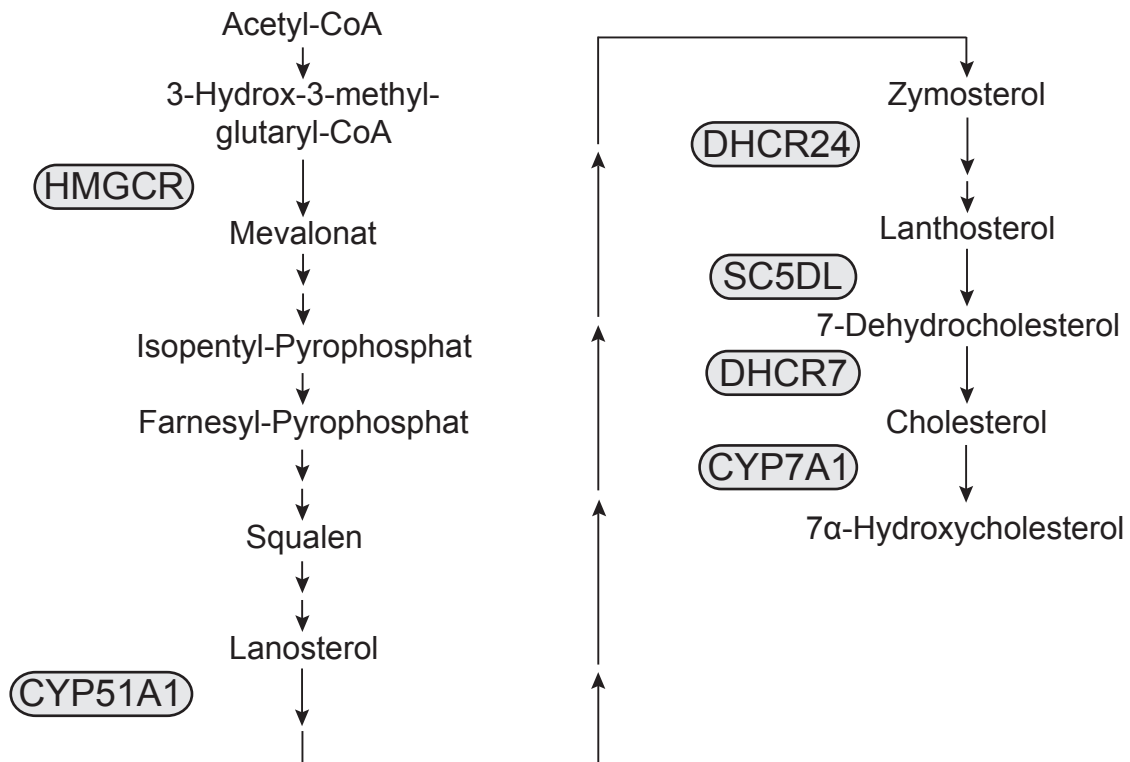 Acetyl-CoA
3-Hydrox-3-methyl-
glutaryl-CoA
HMGCR
Mevalonat
Isopentyl-Pyrophosphat
Farnesyl-Pyrophosphat
Squalen
Lanosterol
CYP51A1
Zymosterol
DHCR24
Lanthosterol
SC5DL
7-Dehydrocholesterol
DHCR7
Cholesterol
CYP7A1
7α-Hydroxycholesterol